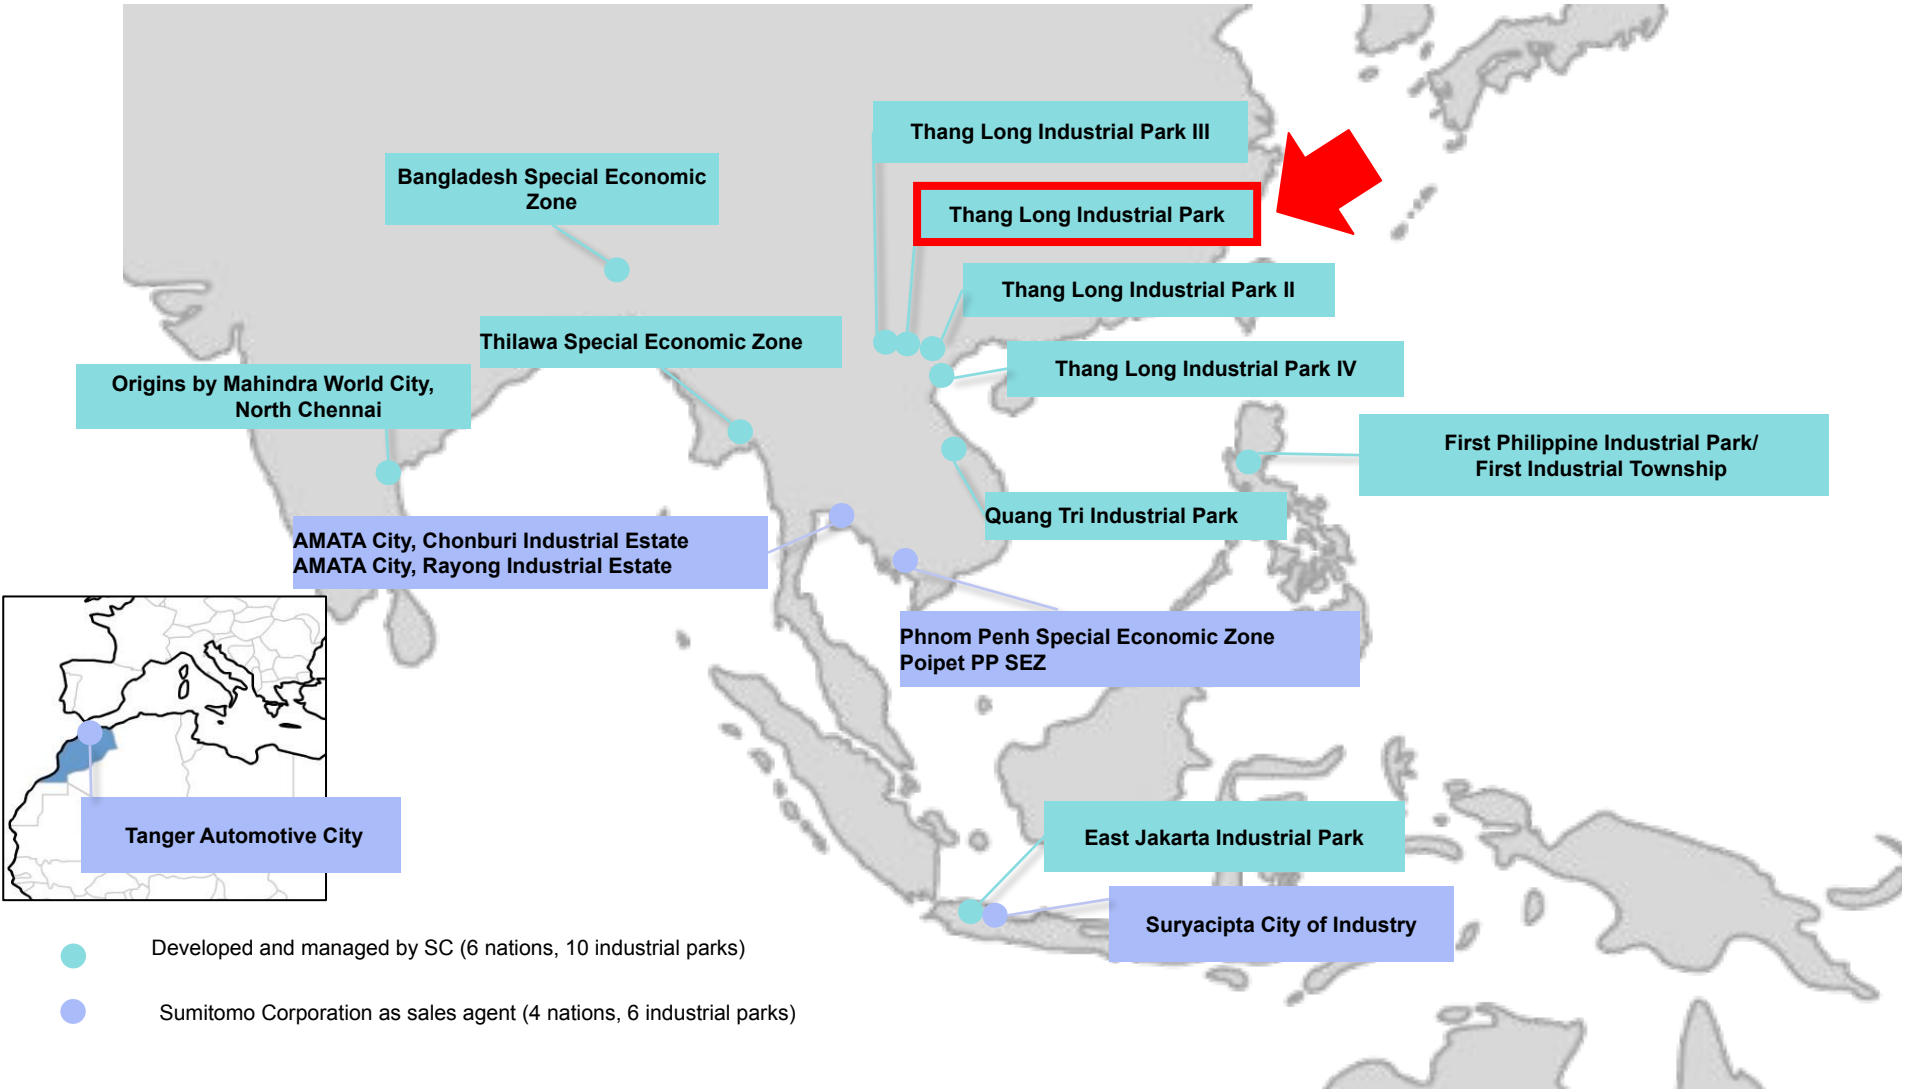 Thang Long Industrial Park III
Bangladesh Special Economic
Zone
Thang Long Industrial Park
Thang Long Industrial Park II
Thilawa Special Economic Zone
Thang Long Industrial Park IV
Origins by Mahindra World City,
North Chennai
First Philippine Industrial Park/
First Industrial Township
Quang Tri Industrial Park
AMATA City, Chonburi Industrial Estate
AMATA City, Rayong Industrial Estate
Phnom Penh Special Economic Zone
Poipet PP SEZ
Tanger Automotive City
East Jakarta Industrial Park
Suryacipta City of Industry
Developed and managed by SC (6 nations, 10 industrial parks)
Sumitomo Corporation as sales agent (4 nations, 6 industrial parks)